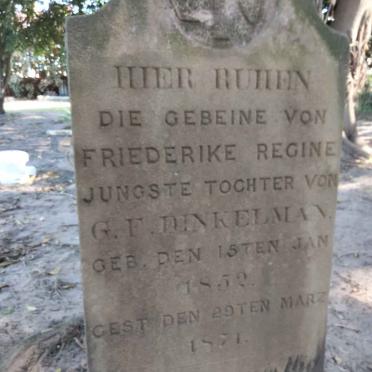 HIER RUHEN
DIE GEBEINE VON
FRIEDERIKE REGINE
JUNGSTE TOCHTER VON
G. F. DINKELMAN.
GEB. DEN 15TEN JAN
1852.
GEST DEN 29TEN MARZ
1871.